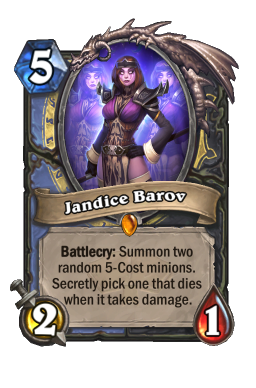 5
Jandice Barov
Battlecry: Summon two
random 5-Cost minions.
Secretly pick one that dies
when it takes damage.
2
1